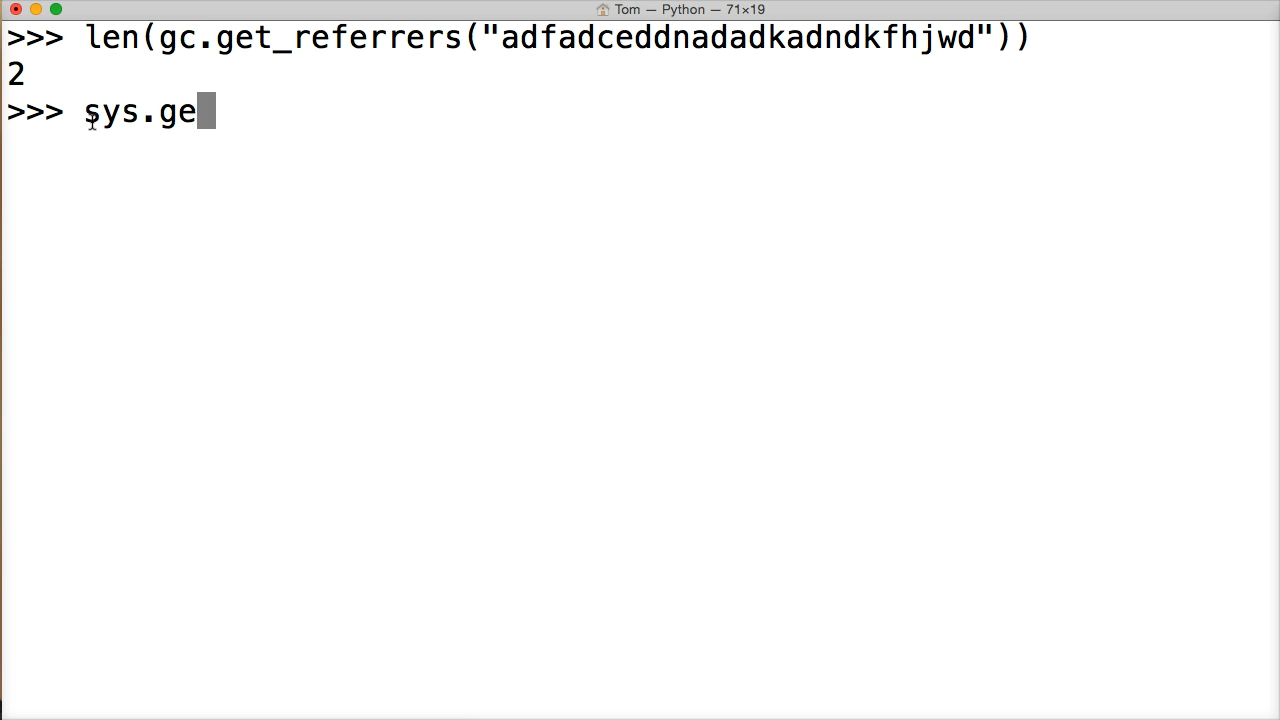 Tom — Python — 71×19
>>> len(gc.get_referrers("adfadceddnadadkadndkfhjwd"))
2
>>> sys.ge